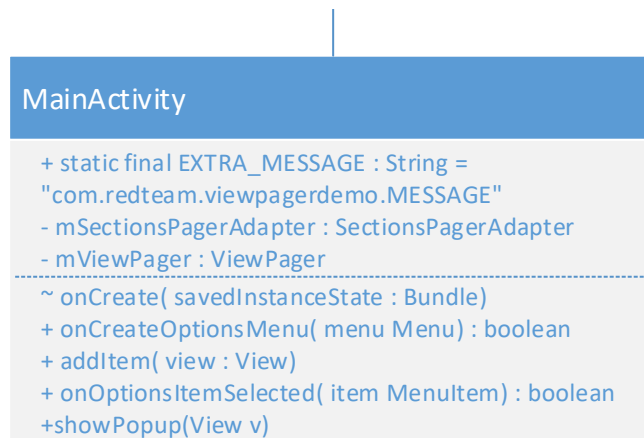 MainActivity
+ static final EXTRA_MESSAGE : String =
"com.redteam.viewpagerdemo.MESSAGE"
- mSectionsPagerAdapter : SectionsPagerAdapter
- mViewPager : ViewPager
~ onCreate( savedInstanceState : Bundle)
+ onCreateOptionsMenu( menu Menu) : boolean
+ addItem( view : View)
+ onOptionsItemSelected( item MenuItem) : boolean
+showPopup(View v)